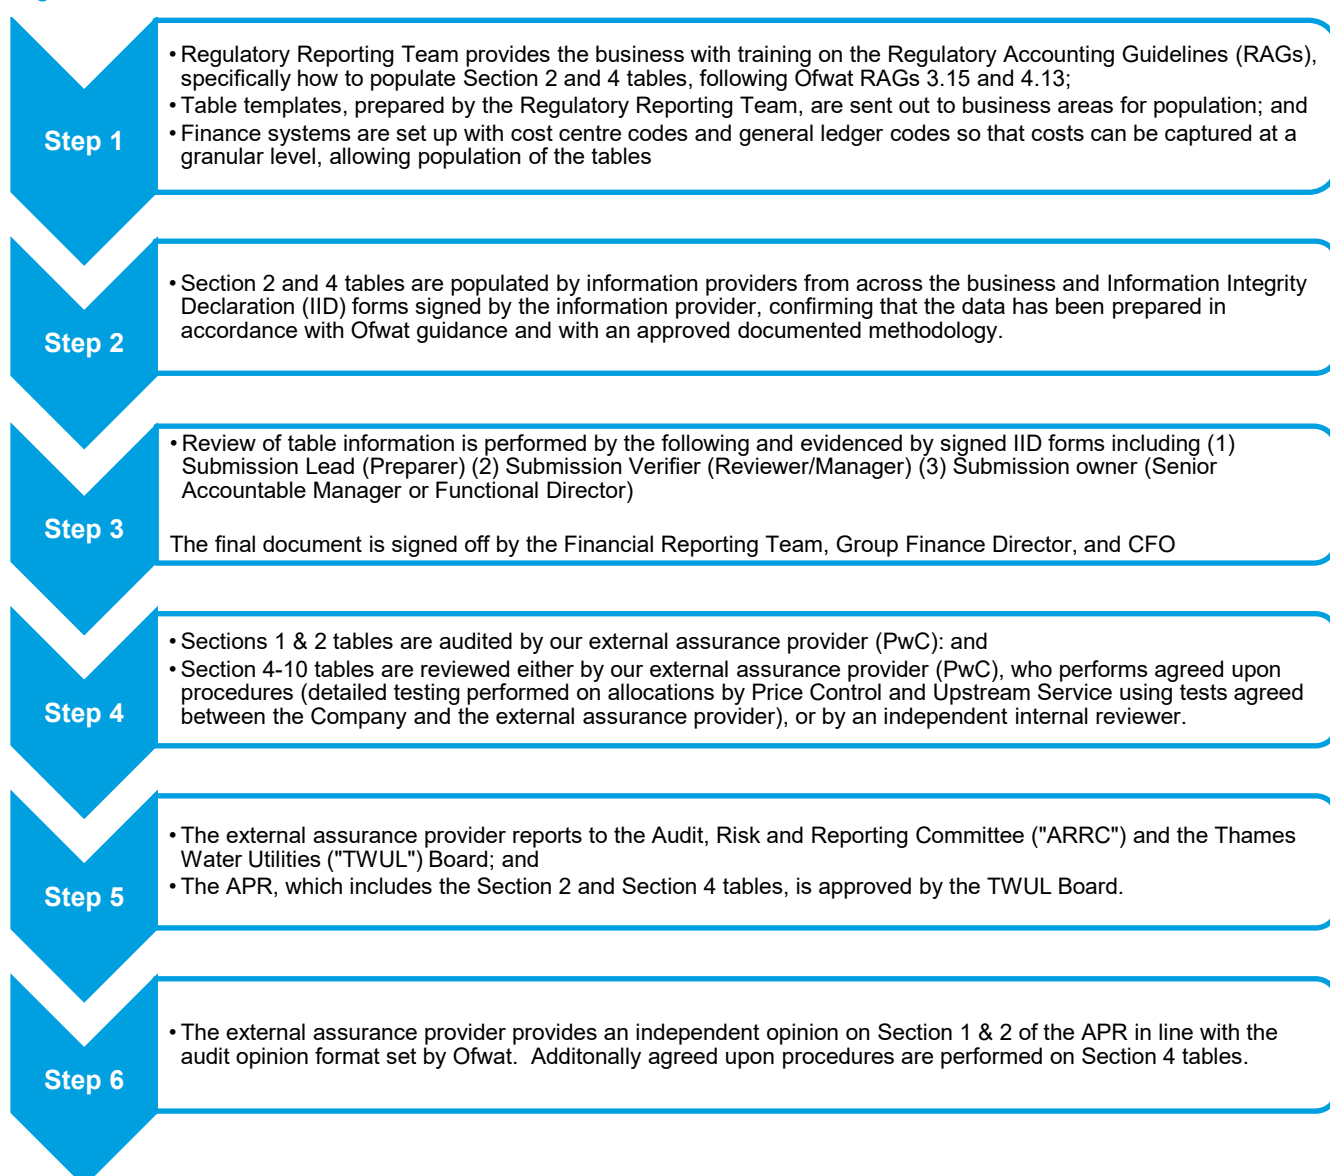 Step 1
• Regulatory Reporting Team provides the business with training on the Regulatory Accounting Guidelines (RAGs),
specifically how to populate Section 2 and 4 tables, following Ofwat RAGs 3.15 and 4.13;
• Table templates, prepared by the Regulatory Reporting Team, are sent out to business areas for population; and
• Finance systems are set up with cost centre codes and general ledger codes so that costs can be captured at a
granular level, allowing population of the tables
Step 2
• Section 2 and 4 tables are populated by information providers from across the business and Information Integrity
Declaration (IID) forms signed by the information provider, confirming that the data has been prepared in
accordance with Ofwat guidance and with an approved documented methodology.
Step 3
• Review of table information is performed by the following and evidenced by signed IID forms including (1)
Submission Lead (Preparer) (2) Submission Verifier (Reviewer/Manager) (3) Submission owner (Senior
Accountable Manager or Functional Director)
The final document is signed off by the Financial Reporting Team, Group Finance Director, and CFO
Step 4
• Sections 1 & 2 tables are audited by our external assurance provider (PwC): and
• Section 4-10 tables are reviewed either by our external assurance provider (PwC), who performs agreed upon
procedures (detailed testing performed on allocations by Price Control and Upstream Service using tests agreed
between the Company and the external assurance provider), or by an independent internal reviewer.
Step 5
• The external assurance provider reports to the Audit, Risk and Reporting Committee ("ARRC") and the Thames
Water Utilities ("TWUL") Board; and
• The APR, which includes the Section 2 and Section 4 tables, is approved by the TWUL Board.
Step 6
• The external assurance provider provides an independent opinion on Section 1 & 2 of the APR in line with the
audit opinion format set by Ofwat.  Additonally agreed upon procedures are performed on Section 4 tables.